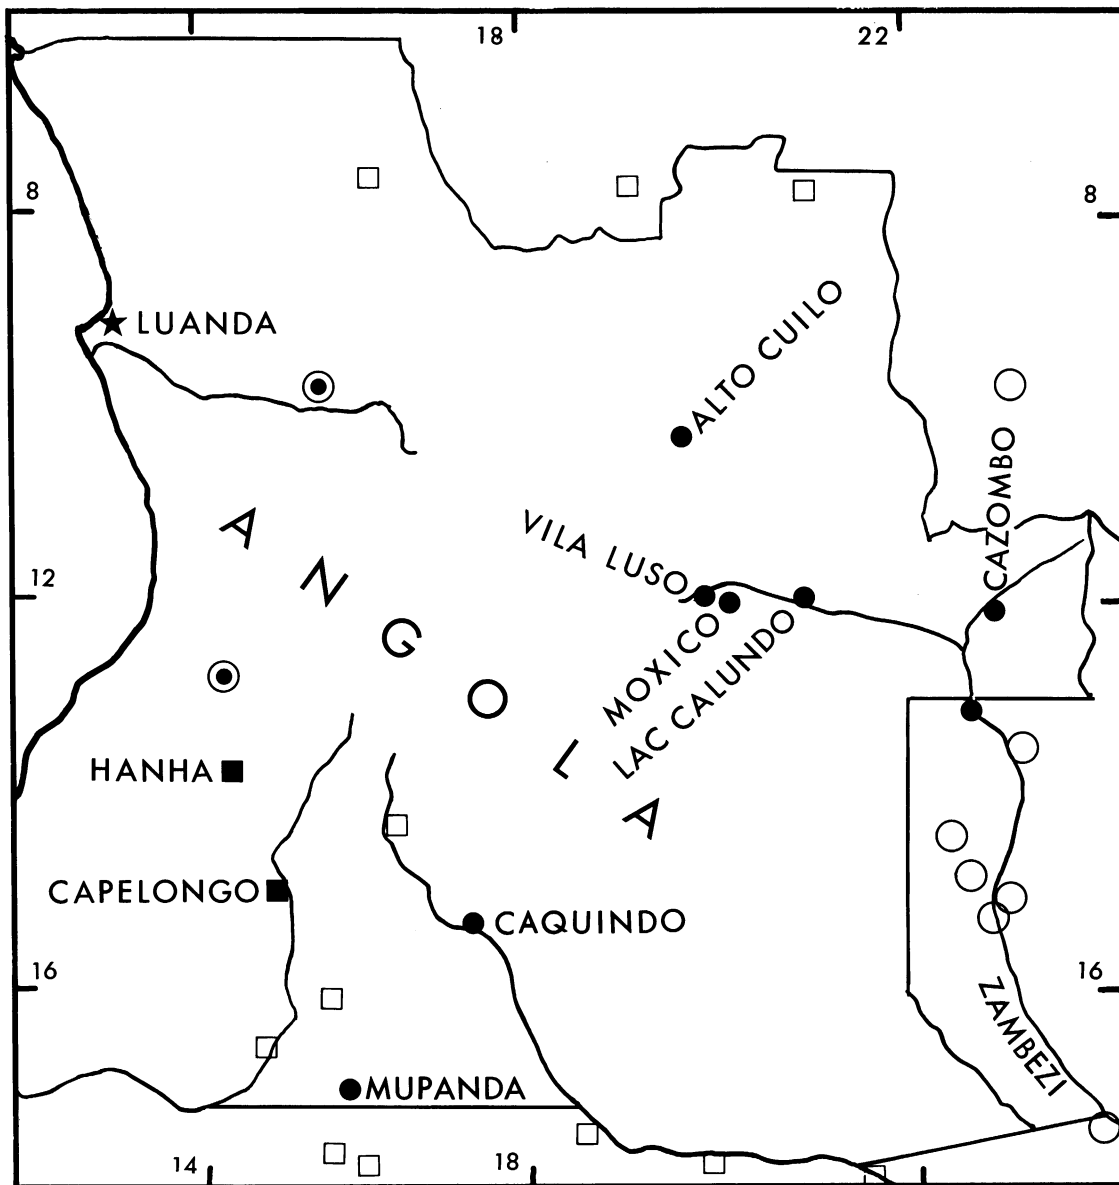 18
22
8
8
LUANDA
ALTO CUILO
CAZOMBO
VILA LUSO
ANGOLA
12
MOXICO
LAC CALUNDO
HANHA
CAPELONGO
CAQUINDO
16
16
ZAMBEZI
MUPANDA
14
18